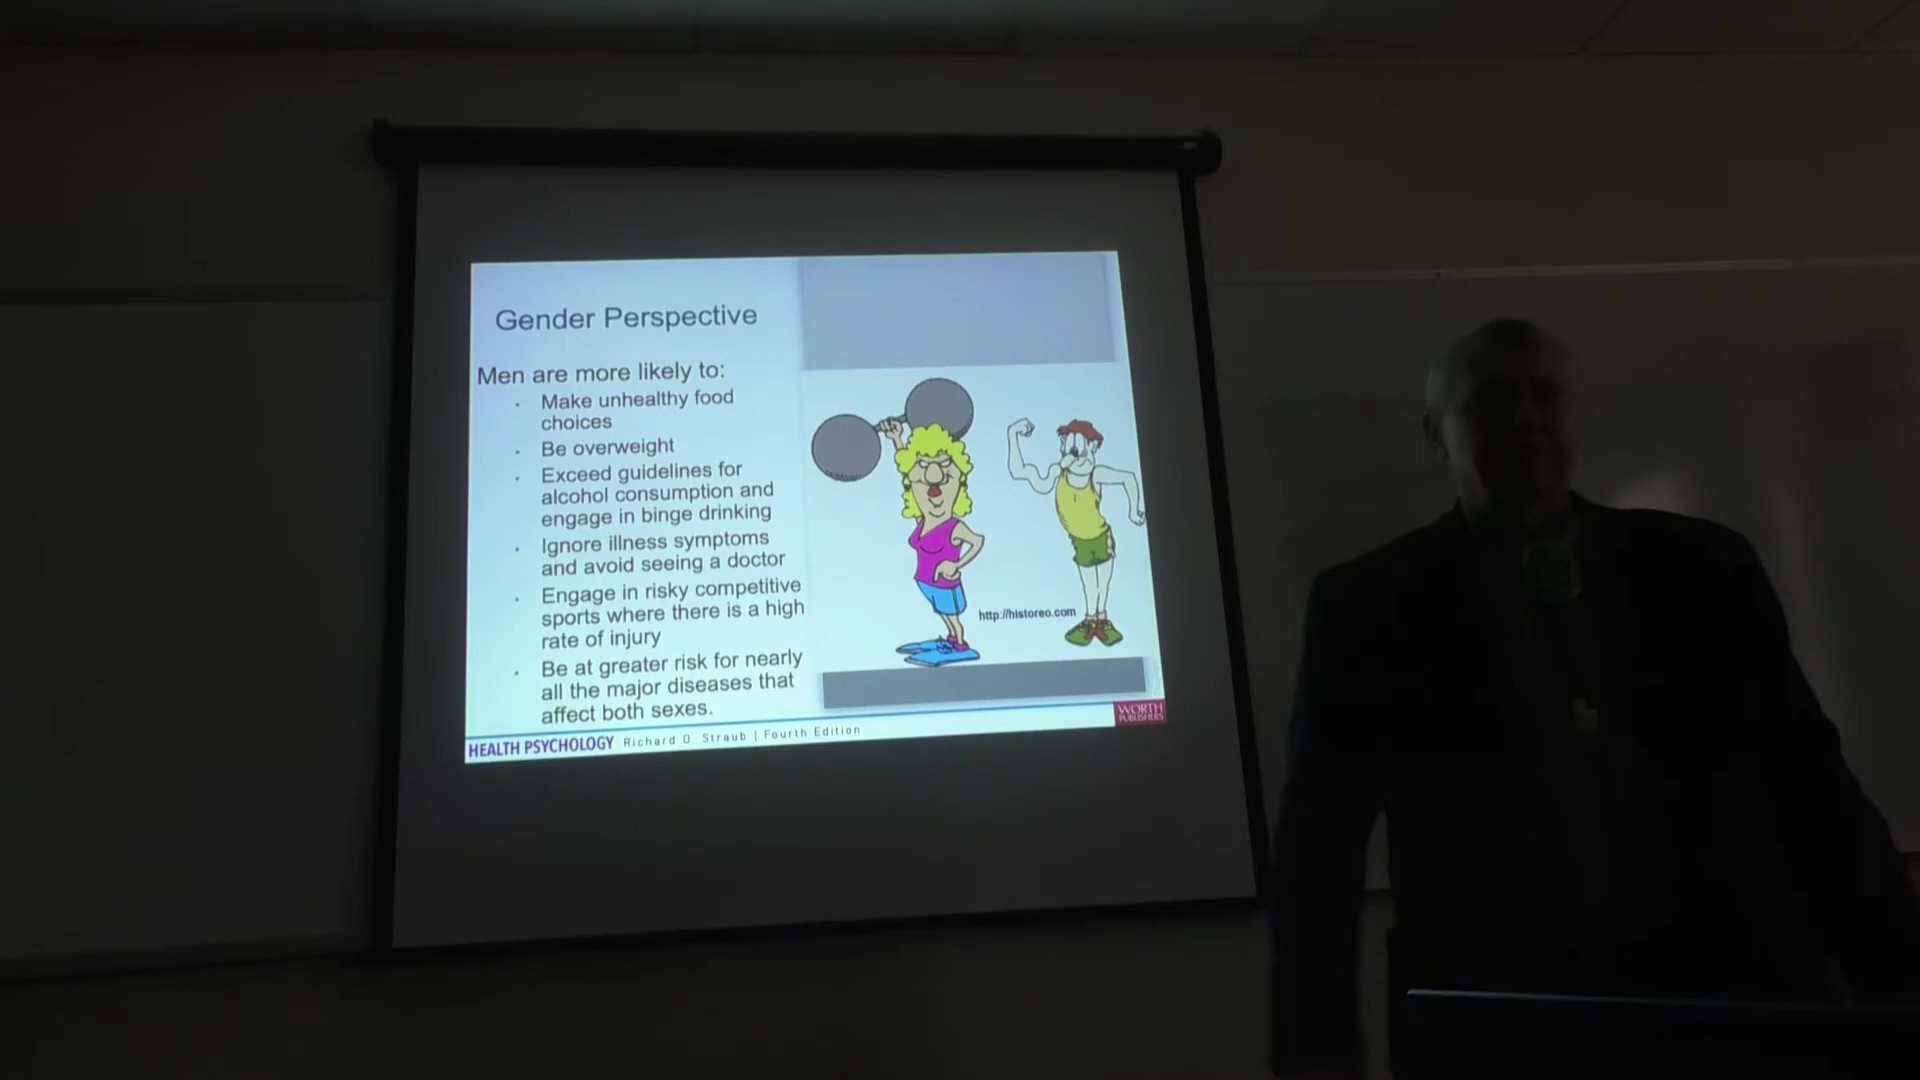 Gender Perspective
Men are more likely to:
· Make unhealthy food
choices
· Be overweight
· Exceed guidelines for
alcohol consumption and
engage in binge drinking
· Ignore illness symptoms
and avoid seeing a doctor
· Engage in risky competitive
sports where there is a high
rate of injury
· Be at greater risk for nearly
all the major diseases that
affect both sexes.
http://historeo.com
HEALTH PSYCHOLOGY Richard O. Straub | Fourth Edition
WORTH
PUBLISHERS